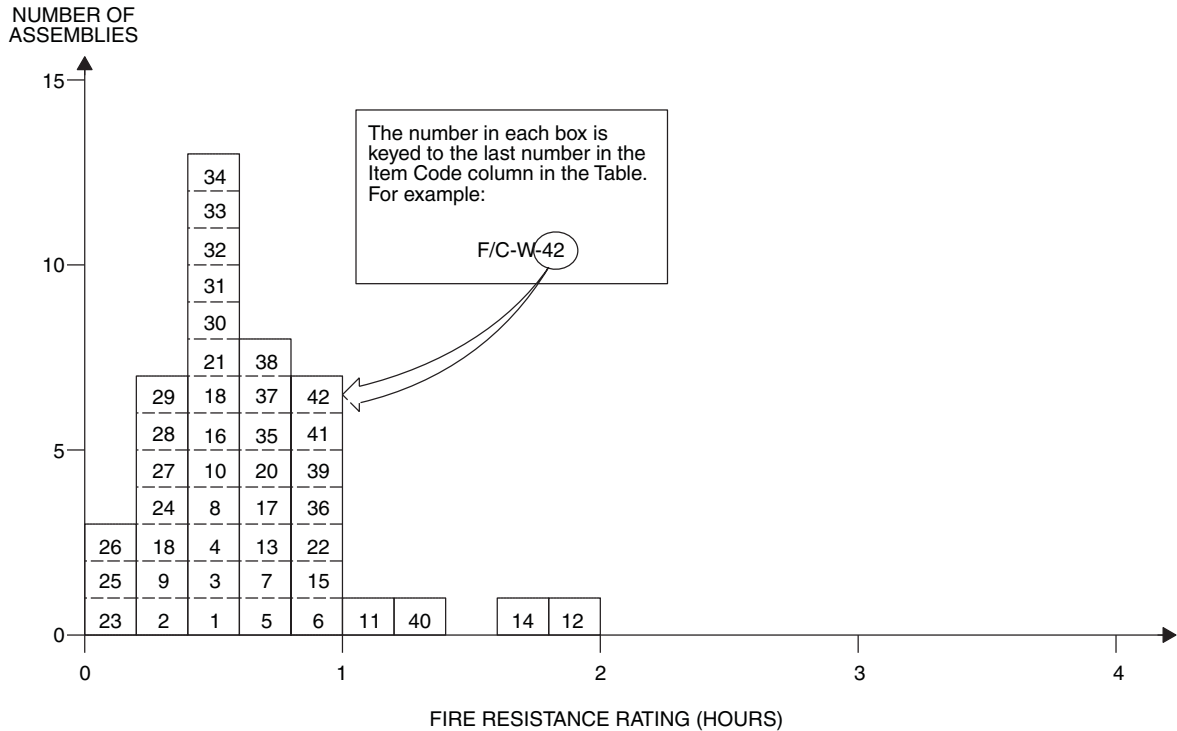 NUMBER OF
ASSEMBLIES
15
The number in each box is
keyed to the last number in the
Item Code column in the Table.
For example:
F/C-W-42
34
33
32
10
31
30
21 38
29 18 37 42
28 16 35 41
5
27 10 20 39
24 8 17 36
26 18 4 13 22
25 9 3 7 15
0 23 2 1 5 6 11 40 14 12
0 1 2 3 4
FIRE RESISTANCE RATING (HOURS)